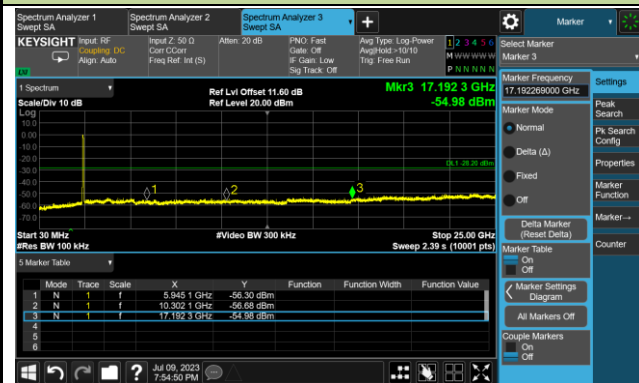 Spectrum Analyzer 1
Swept SA
Spectrum Analyzer 2
Swept SA
Spectrum Analyzer 3
Swept SA
+
Marker
KEYSIGHT
LXI
Input: RF
Coupling: DC
Align: Auto
Input Z: 50 Ω
Corr CCorr
Freq Ref: Int (S)
Atten: 20 dB
PNO: Fast
Gate: Off
IF Gain: Low
Sig Track: Off
Avg Type: Log-Power
Avg|Hold:>10/10
Trig: Free Run
1 2 3 4 5 6
M W W W W W
P N N N N N
Select Marker
Marker 3
1 Spectrum
Scale/Div 10 dB
Ref Lvl Offset 11.60 dB
Ref Level 20.00 dBm
Mkr3 17.192 3 GHz
-54.98 dBm
Log
10.0
0.00
-10.0
-20.0
-30.0
-40.0
-50.0
-60.0
-70.0
DL1 -28.20 dBm
1
2
3
Start 30 MHz
#Res BW 100 kHz
#Video BW 300 kHz
Stop 25.00 GHz
Sweep 2.39 s (10001 pts)
5 Marker Table
Mode Trace Scale X Y Function Function Width Function Value
1 N 1 f 5.945 1 GHz -56.30 dBm
2 N 1 f 10.302 1 GHz -56.68 dBm
3 N 1 f 17.192 3 GHz -54.98 dBm
4
5
6
Marker Frequency
17.192269000 GHz
Marker Mode
Normal
Delta (Δ)
Fixed
Off
Delta Marker
(Reset Delta)
Marker Table
On
Off
Marker Settings
Diagram
All Markers Off
Couple Markers
On
Off
Settings
Peak
Search
Pk Search
Config
Properties
Marker
Function
Marker→
Counter
?
Jul 09, 2023
7:54:50 PM